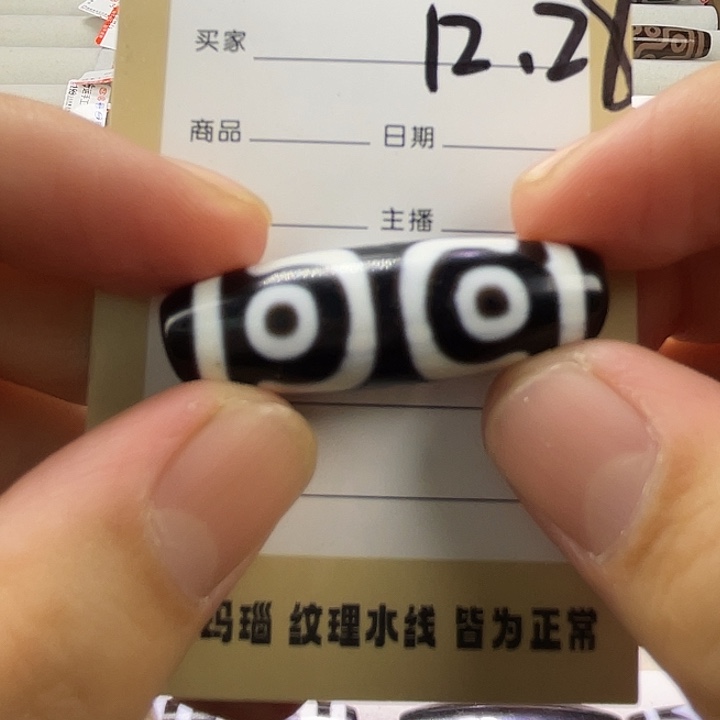 12.28
买家
商品 日期
主播
玛瑙 纹理水线 皆为正常